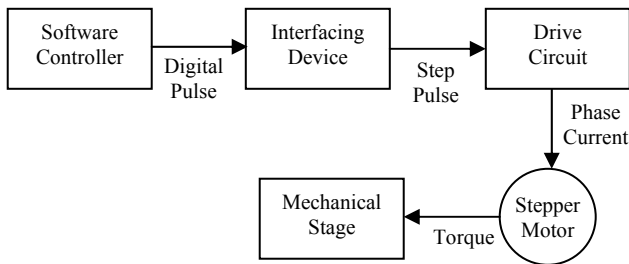 Software
Controller
Digital
Pulse
Interfacing
Device
Step
Pulse
Drive
Circuit
Phase
Current
Stepper
Motor
Torque
Mechanical
Stage